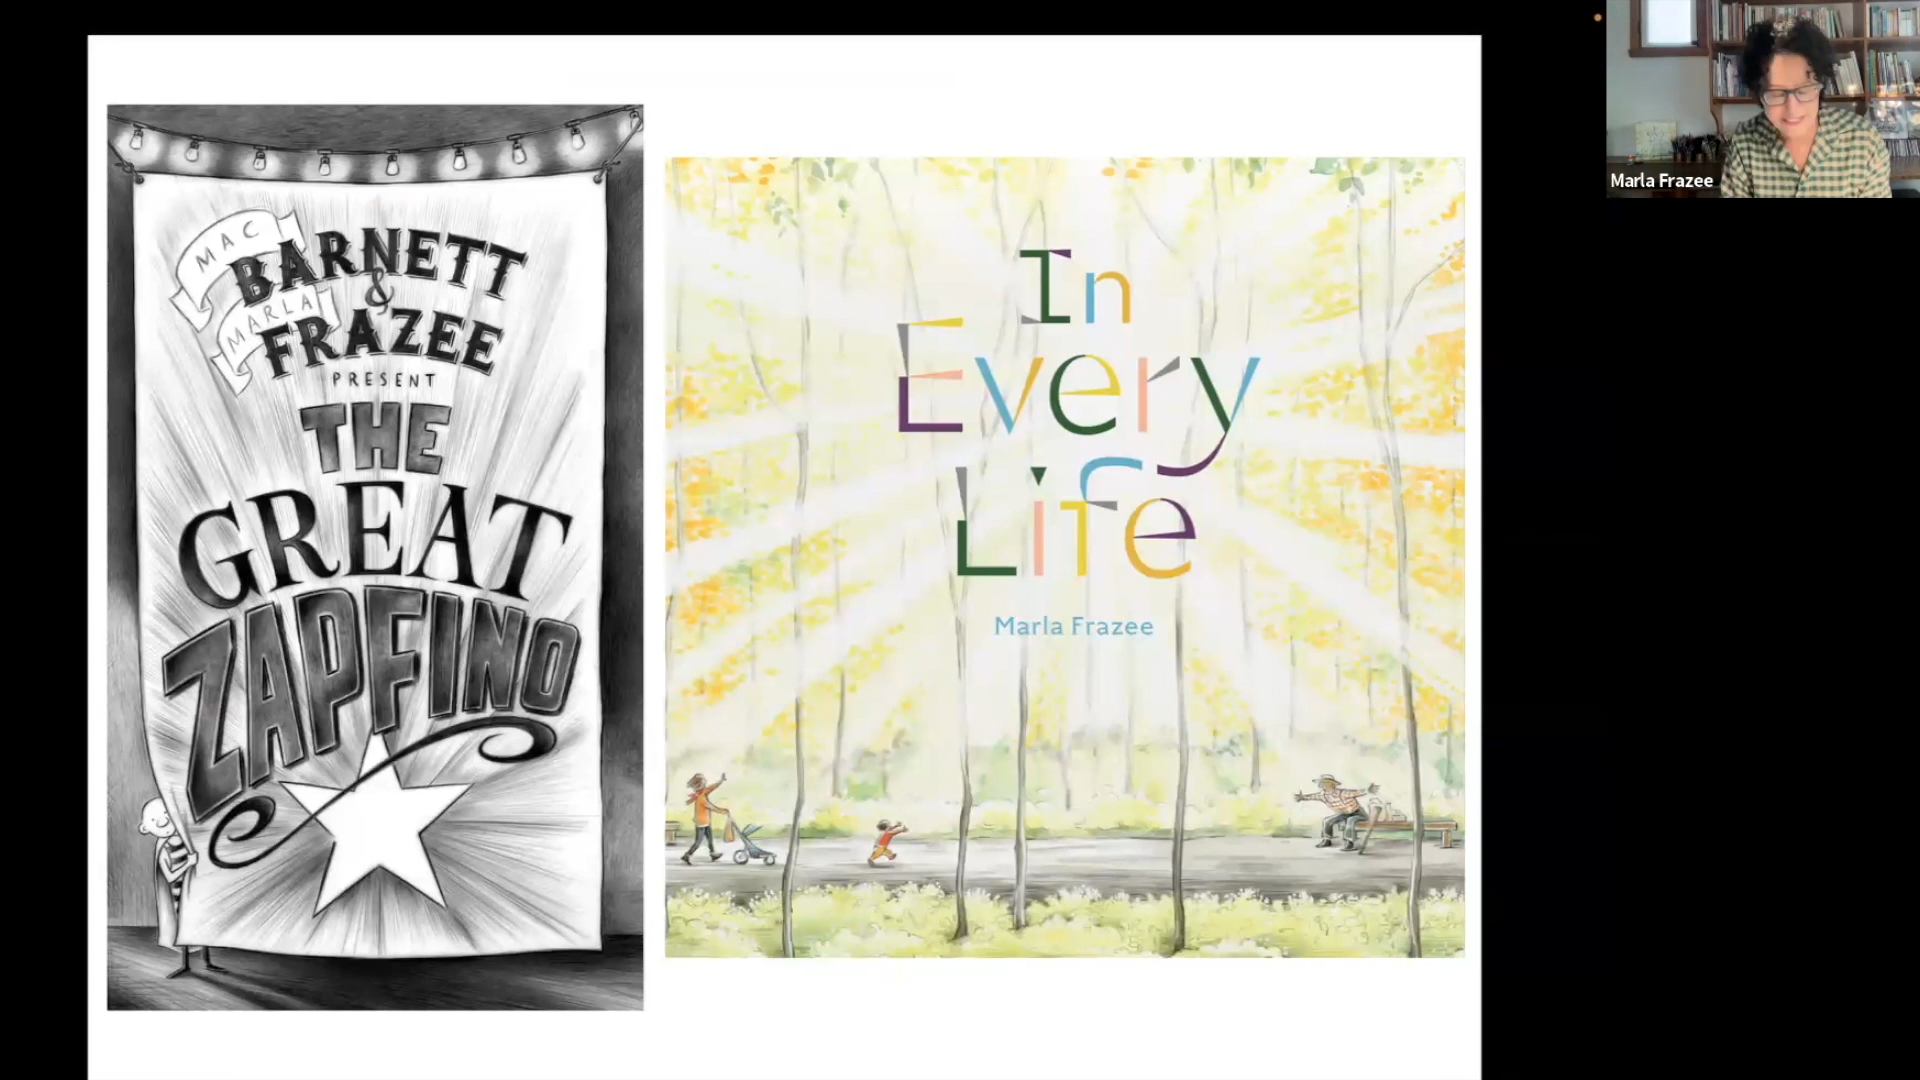 MAC
BARNETT
&
MARLA
FRAZEE
PRESENT
THE
GREAT
ZAPFINO
In
Every
Life
Marla Frazee
Marla Frazee